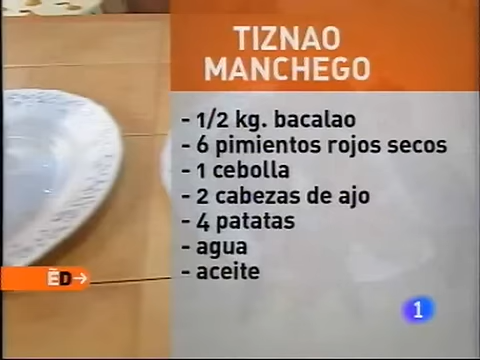 TIZNAO
MANCHEGO
- 1/2 kg. bacalao
- 6 pimientos rojos secos
- 1 cebolla
- 2 cabezas de ajo
- 4 patatas
- agua
- aceite
ED→
1